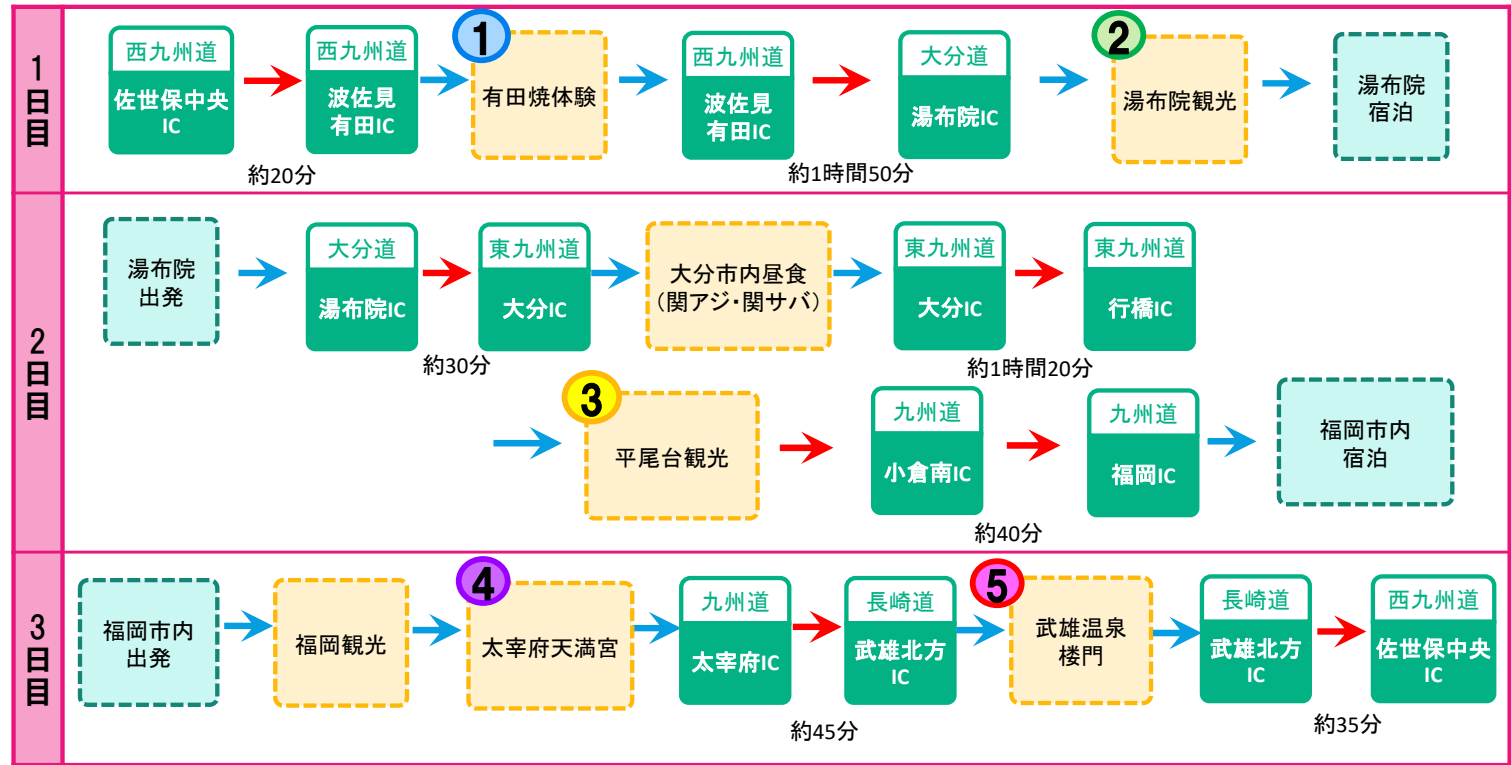 1
日
目
西九州道
佐世保中央
IC
西九州道
波佐見
有田IC
約20分
1
有田焼体験
西九州道
波佐見
有田IC
大分道
湯布院IC
約1時間50分
2
湯布院観光
湯布院
宿泊
2
日
目
湯布院
出発
大分道
湯布院IC
東九州道
大分IC
約30分
大分市内昼食
(関アジ・関サバ)
東九州道
大分IC
東九州道
行橋IC
約1時間20分
3
平尾台観光
九州道
小倉南IC
九州道
福岡IC
約40分
福岡市内
宿泊
3
日
目
福岡市内
出発
福岡観光
4
太宰府天満宮
九州道
太宰府IC
長崎道
武雄北方
IC
約45分
5
武雄温泉
楼門
長崎道
武雄北方
IC
西九州道
佐世保中央
IC
約35分